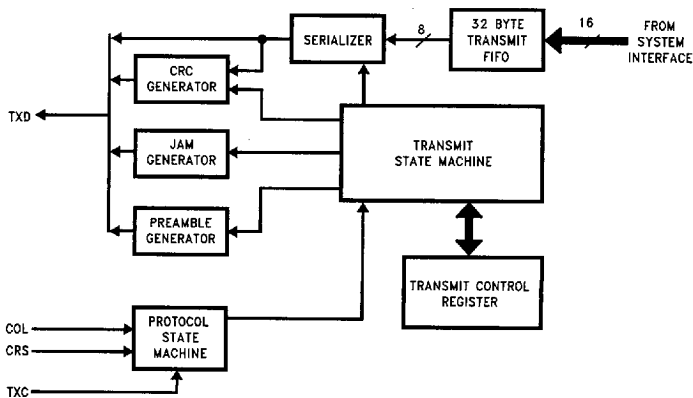 SERIALIZER
8
32 BYTE
TRANSMIT
FIFO
16
FROM
SYSTEM
INTERFACE
CRC
GENERATOR
TXD
JAM
GENERATOR
TRANSMIT
STATE MACHINE
PREAMBLE
GENERATOR
TRANSMIT CONTROL
REGISTER
PROTOCOL
STATE
MACHINE
COL
CRS
TXC